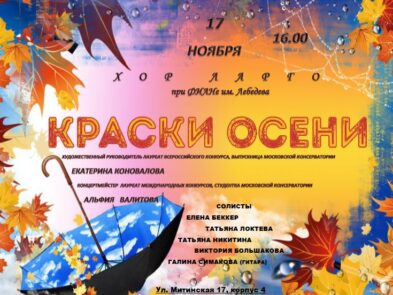 17
НОЯБРЯ
16.00
ХОР ЛАРГО
при ФИАНе им. Лебедева
КРАСКИ ОСЕНИ
ХУДОЖЕСТВЕННЫЙ РУКОВОДИТЕЛЬ ЛАУРЕАТ ВСЕРОССИЙСКОГО КОНКУРСА, ВЫПУСКНИЦА МОСКОВСКОЙ КОНСЕРВАТОРИИ
ЕКАТЕРИНА КОНОВАЛОВА
КОНЦЕРТМЕЙСТЕР ЛАУРЕАТ МЕЖДУНАРОДНЫХ КОНКУРСОВ, СТУДЕНТКА МОСКОВСКОЙ КОНСЕРВАТОРИИ
АЛЬФИЯ ВАЛИТОВА
СОЛИСТЫ
ЕЛЕНА БЕККЕР
ТАТЬЯНА ЛОКТЕВА
ТАТЬЯНА НИКИТИНА
ВИКТОРИЯ БОЛЬШАКОВА
ГАЛИНА СИМАКОВА (ГИТАРА)
Ул. Митинская 17, корпус 4